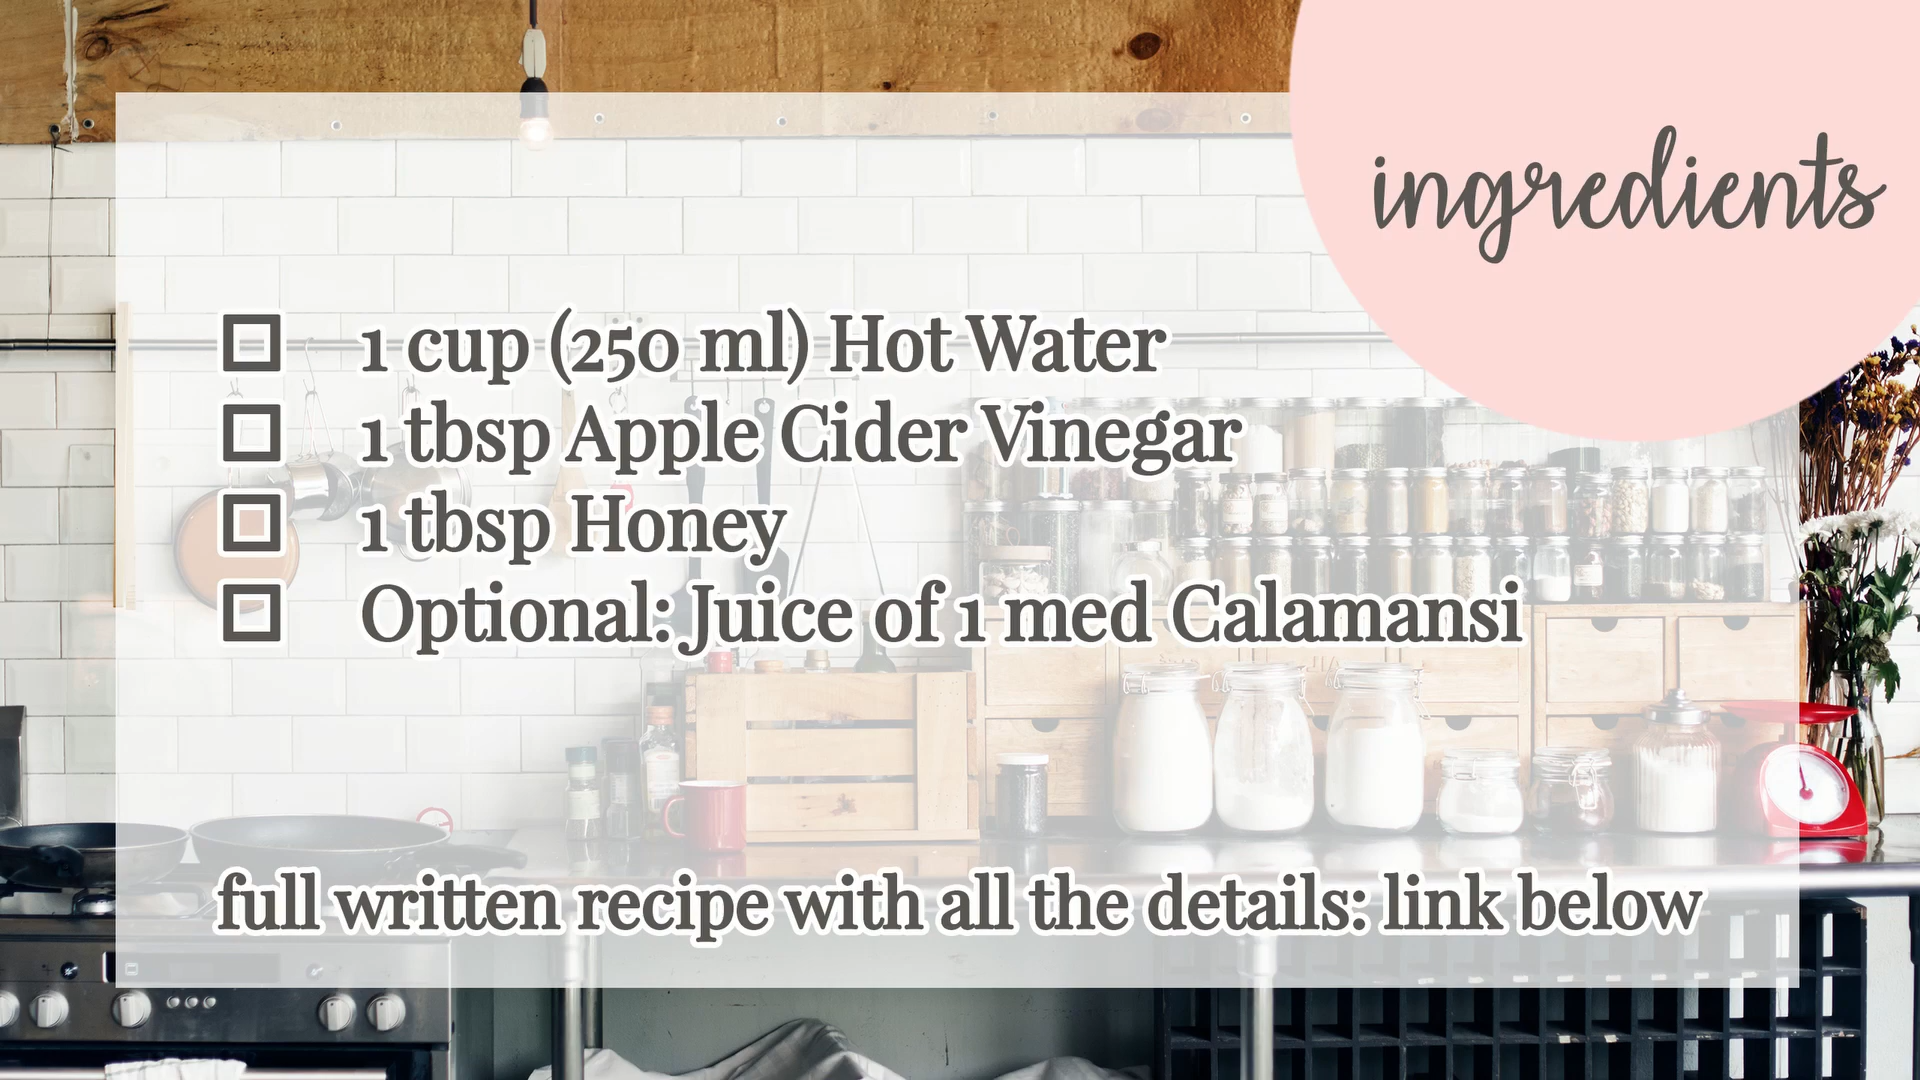 ingredients
1 cup (250 ml) Hot Water
1 tbsp Apple Cider Vinegar
1 tbsp Honey
Optional: Juice of 1 med Calamansi
full written recipe with all the details: link below